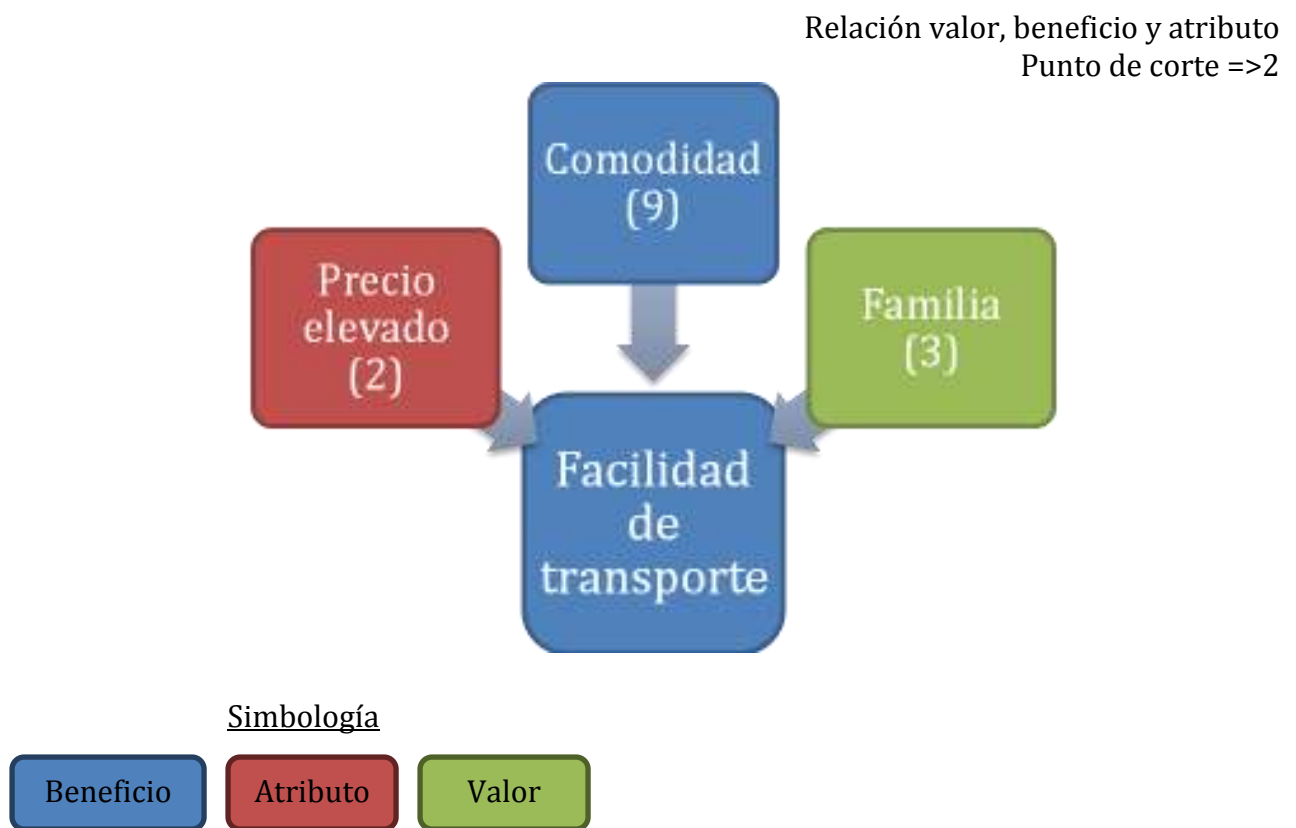 Relación valor, beneficio y atributo
Punto de corte =>2
Comodidad
(9)
Precio
elevado
(2)
Familia
(3)
Facilidad
de
transporte
Simbología
Beneficio
Atributo
Valor